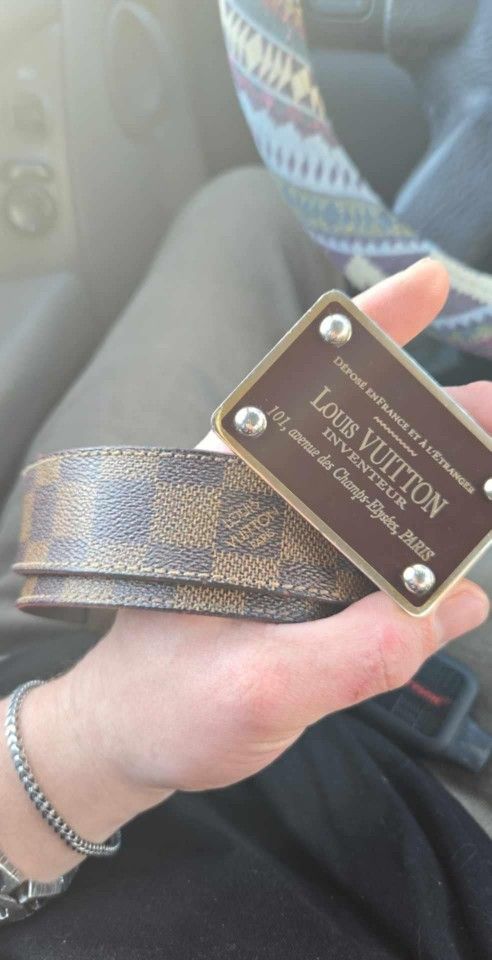 DÉPOSÉ EN FRANCE ET À L'ÉTRANGER
LOUIS VUITTON
INVENTEUR
101, avenue des Champs-Elysées, PARIS